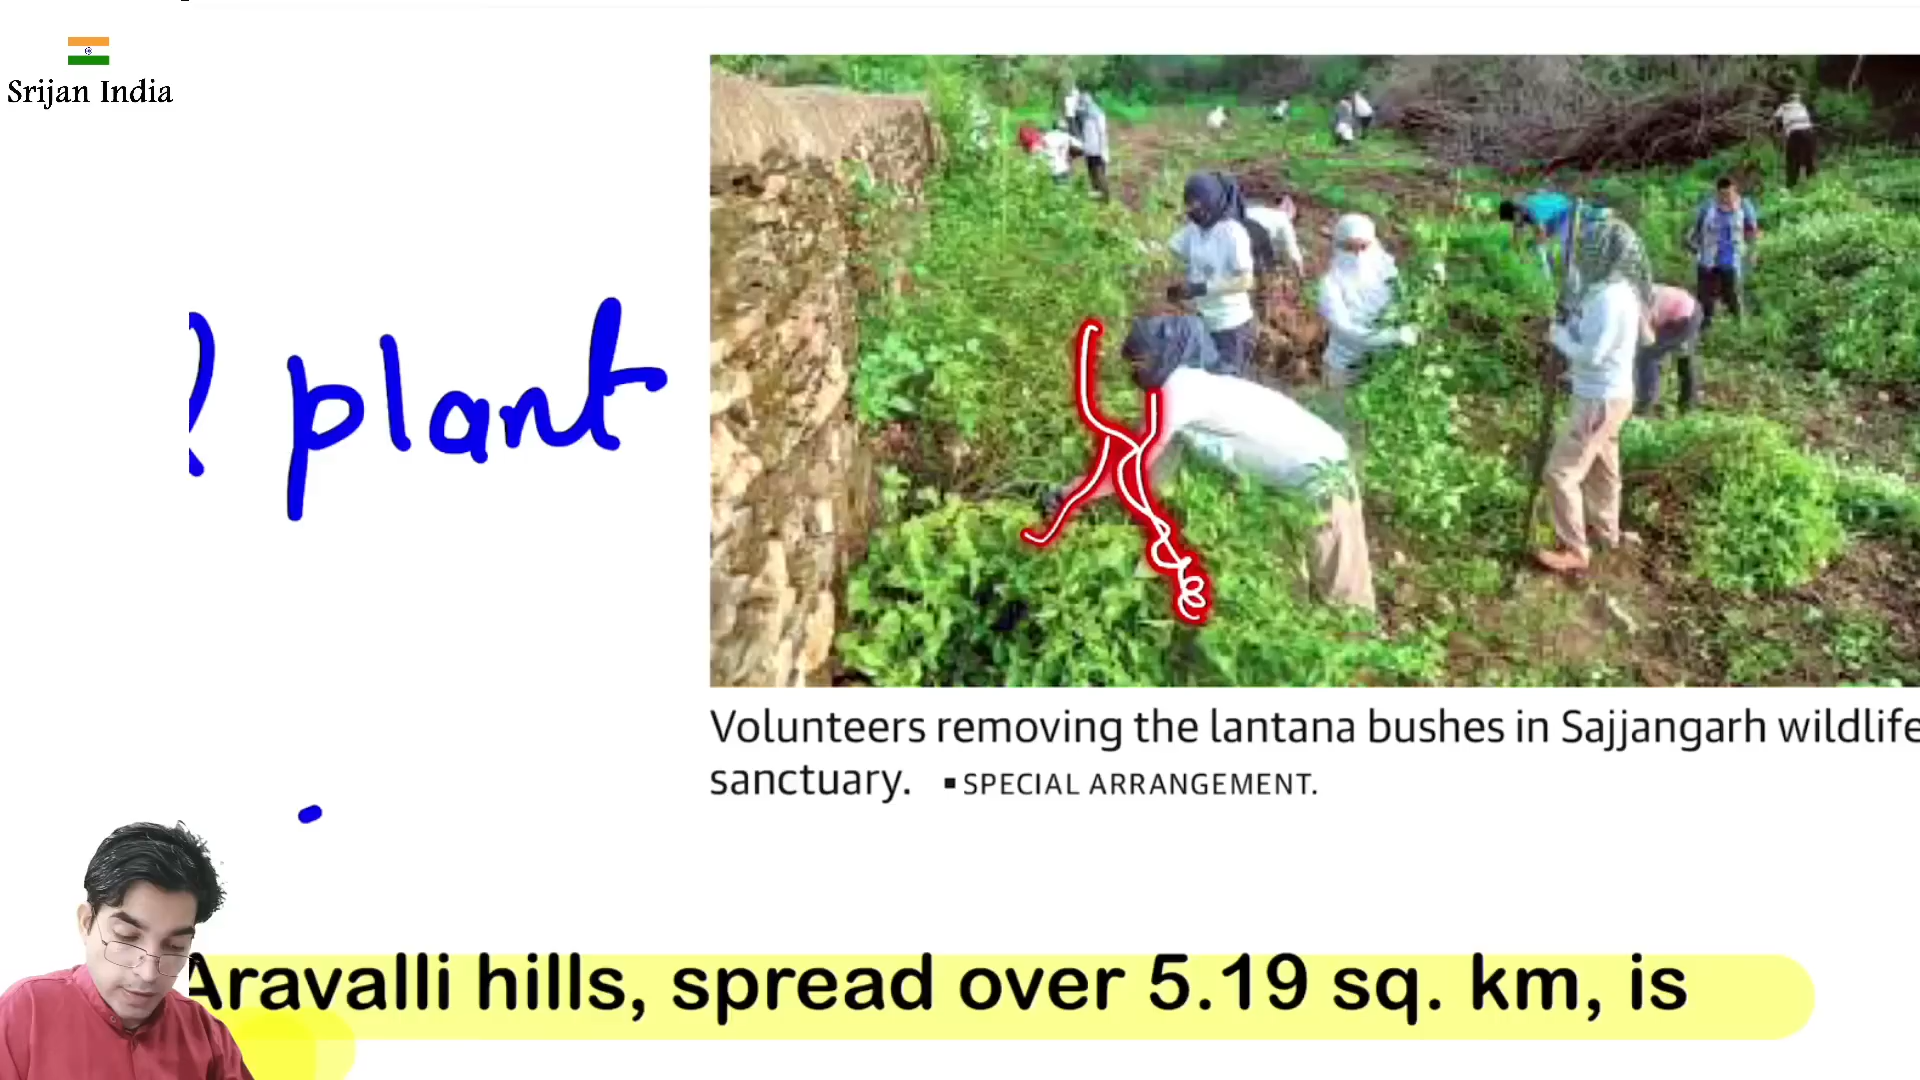 Srijan India
plant
Volunteers removing the lantana bushes in Sajjangarh wildlife
sanctuary. ▪ SPECIAL ARRANGEMENT.
Aravalli hills, spread over 5.19 sq. km, is